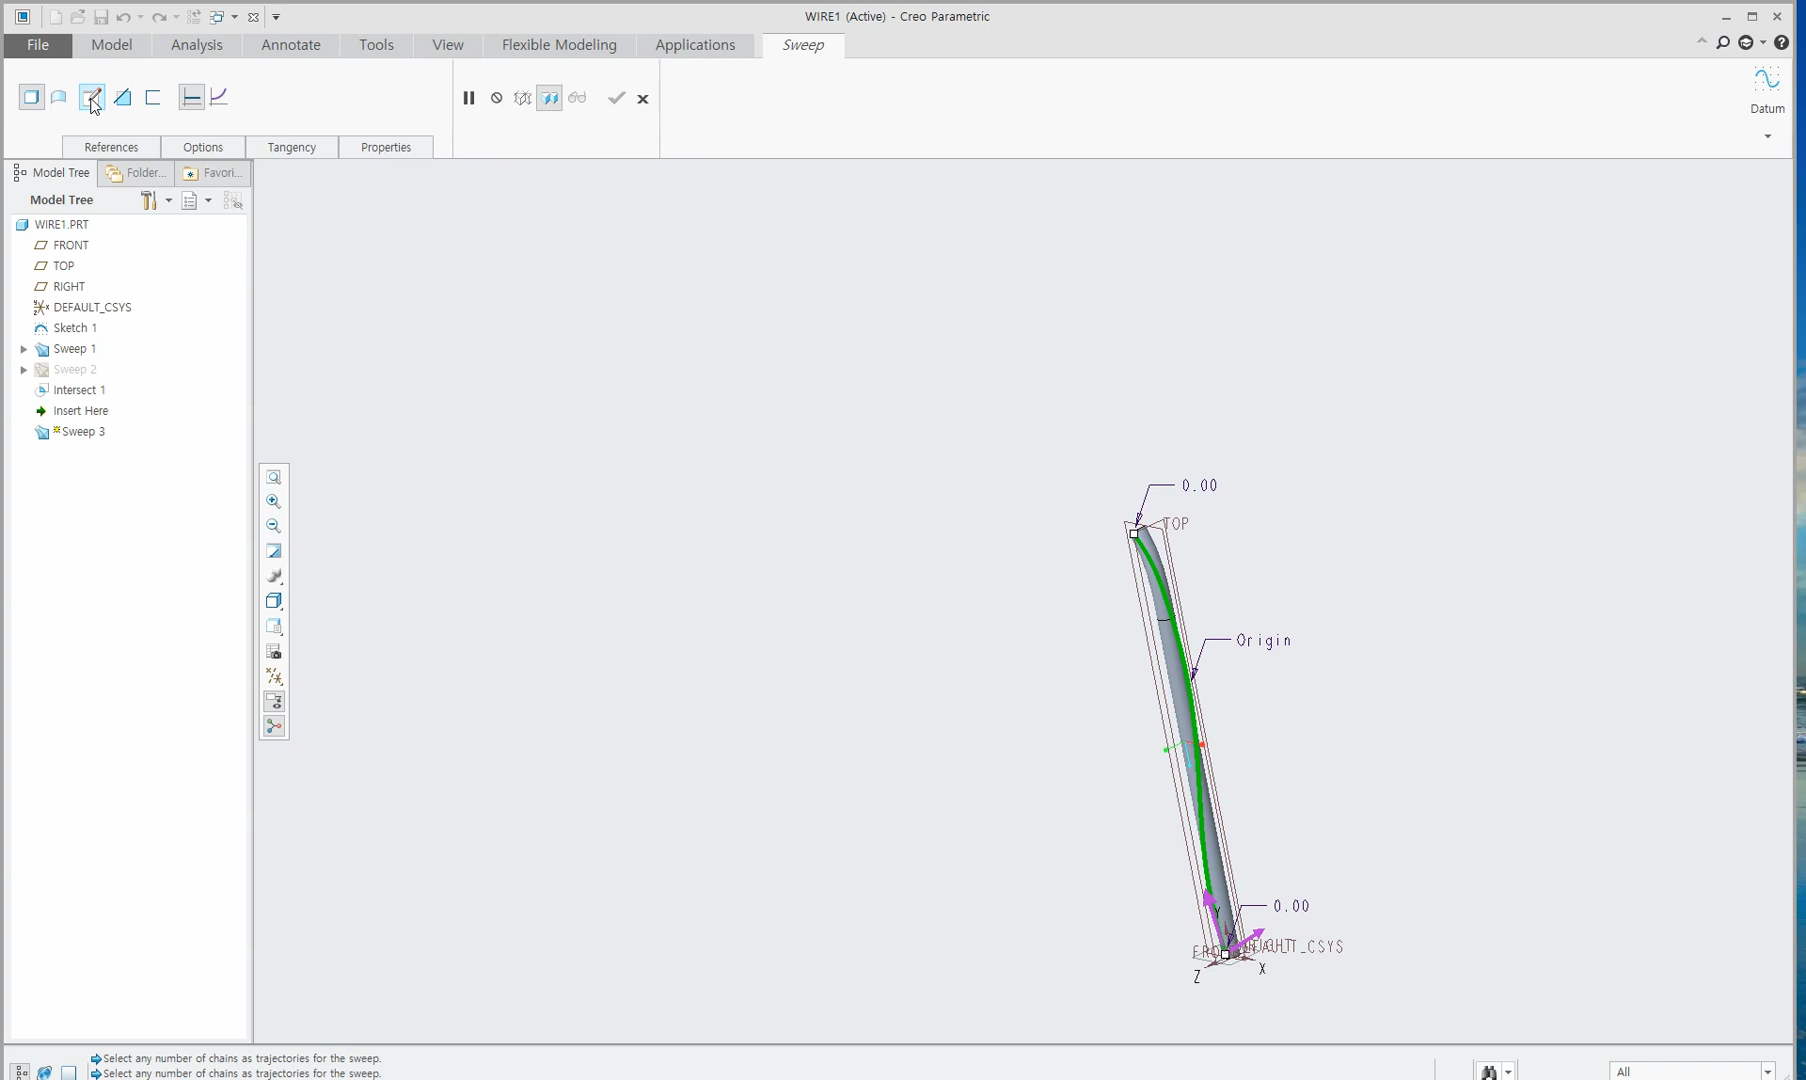 WIRE1 (Active) - Creo Parametric
File Model Analysis Annotate Tools View Flexible Modeling Applications Sweep
References Options Tangency Properties
Datum
Model Tree Folder... Favori...
Model Tree
WIRE1.PRT
FRONT
TOP
RIGHT
DEFAULT_CSYS
Sketch 1
Sweep 1
Sweep 2
Intersect 1
Insert Here
Sweep 3
0.00
TOP
Origin
0.00
Y
Z
X
Select any number of chains as trajectories for the sweep.
Select any number of chains as trajectories for the sweep.
All